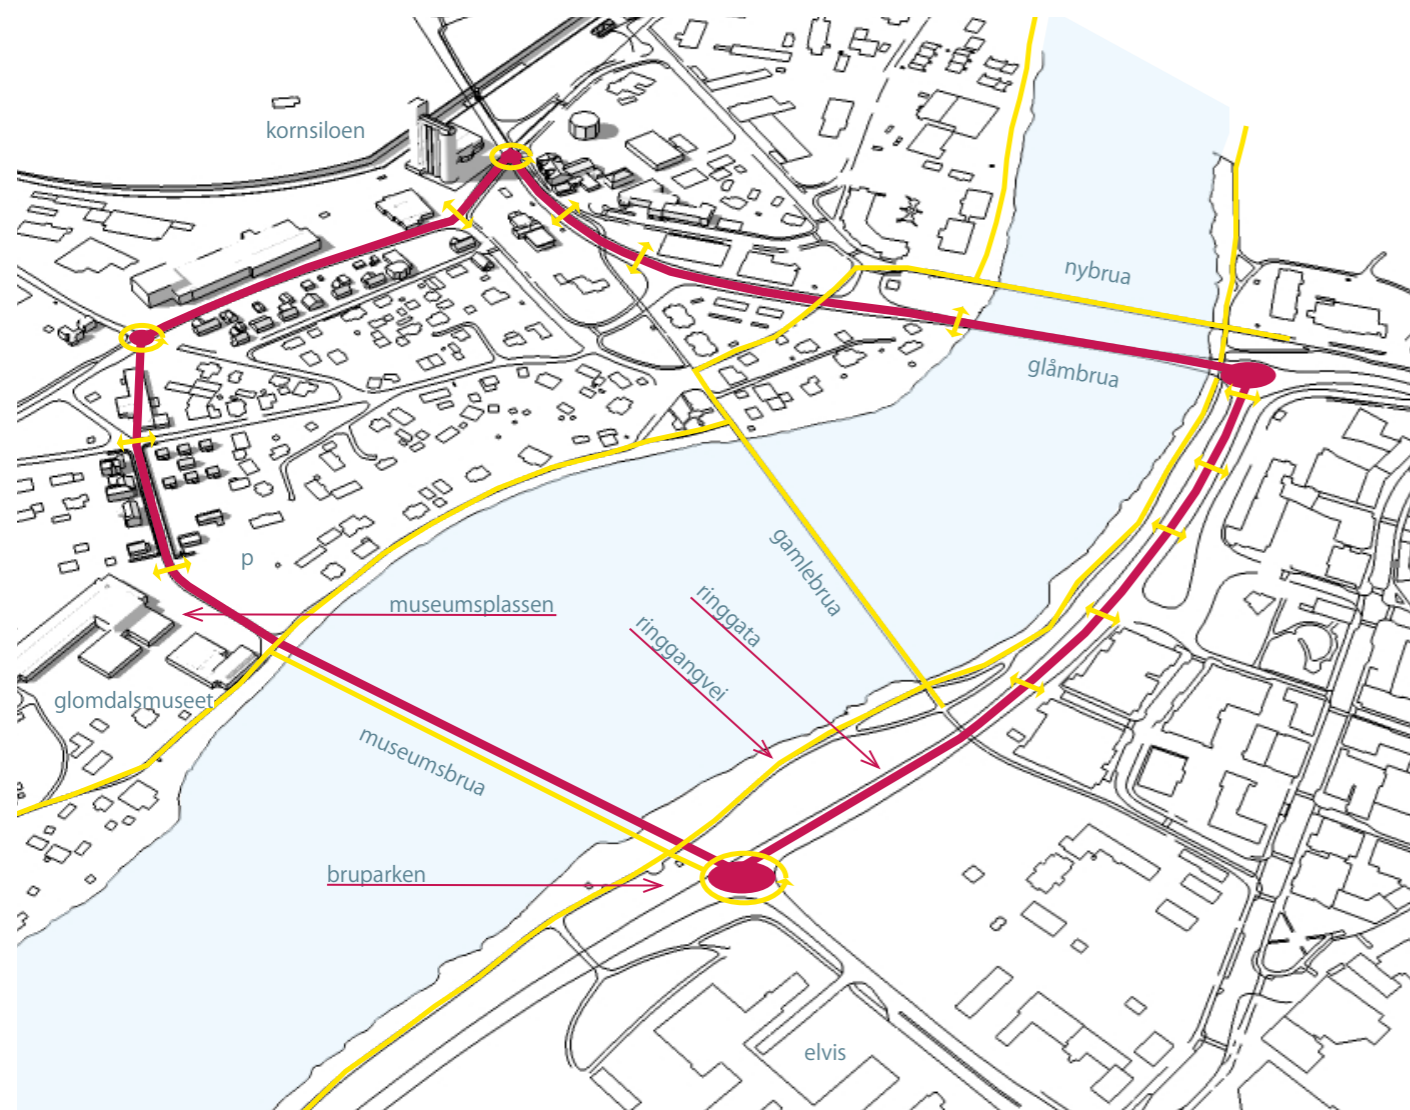 kornsiloen
nybrua
glåmbrua
gamlebrua
p
museumsplassen
ringgata
ringgangvei
glomdalsmuseet
museumsbrua
bruparken
elvis